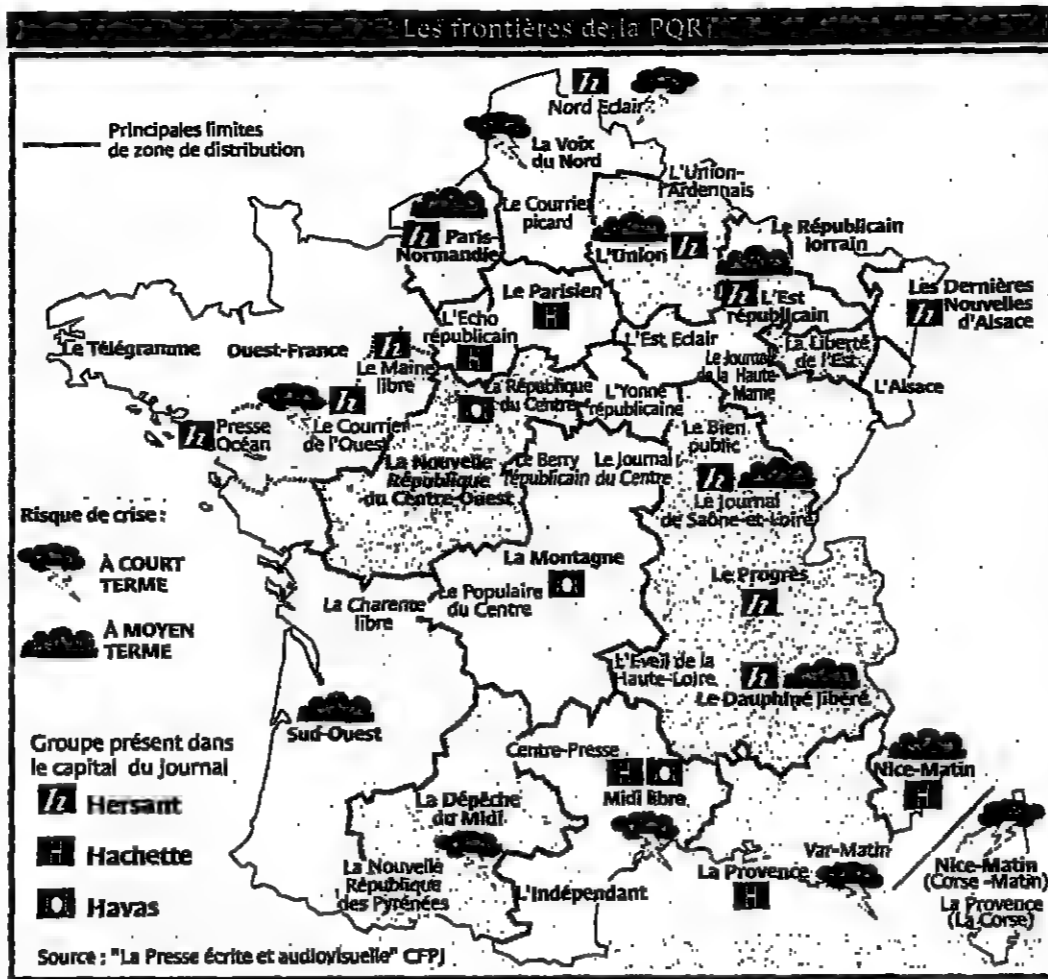 Les frontières de la PQR
Principales limites
de zone de distribution
Nord Eclair
La Voix
du Nord
L'Union-
Ardennais
Le Courrier
picard
Paris-
Normandie
L'Union
Le Républicain
lorrain
Le Parisien
L'Est
républicain
Les Dernières
Nouvelles
d'Alsace
L'Echo
républicain
L'Est Eclair
La Liberté
de l'Est
Le Télégramme
Ouest-France
Le Maine
libre
La République
du Centre
L'Yonne
républicaine
Le Journal
de la Haute-
Marne
L'Alsace
Presse
Océan
Le Courrier
de l'Ouest
Le Bien
public
La Nouvelle
République
du Centre-Ouest
Le Berry
républicain
Le Journal
du Centre
Le Journal
de Saône-et-Loire
Risque de crise :
À COURT
TERME
À MOYEN
TERME
La Montagne
Le Populaire
du Centre
La Charente
libre
Le Progrès
L'Eveil de la
Haute-Loire
Le Dauphiné libéré
Sud-Ouest
Groupe présent dans
le capital du journal
h Hersant
H Hachette
Havas
Centre-Presse
Midi libre
Nice-Matin
La Dépêche
du Midi
La Nouvelle
République
des Pyrénées
L'Indépendant
La Provence
Var-Matin
Nice-Matin
(Corse-Matin)
La Provence
(La Corse)
Source : "La Presse écrite et audiovisuelle" CFPJ